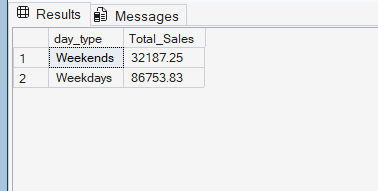 Results Messages
day_type Total_Sales
1 Weekends 32187.25
2 Weekdays 86753.83